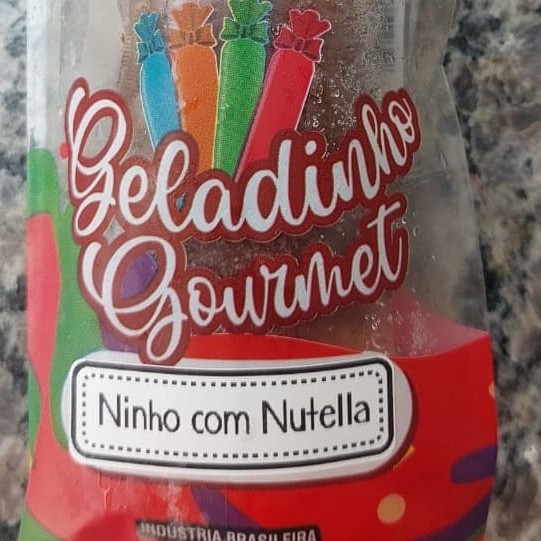 Geladinho
Gourmet
Ninho com Nutella
INDÚSTRIA BRASILEIRA